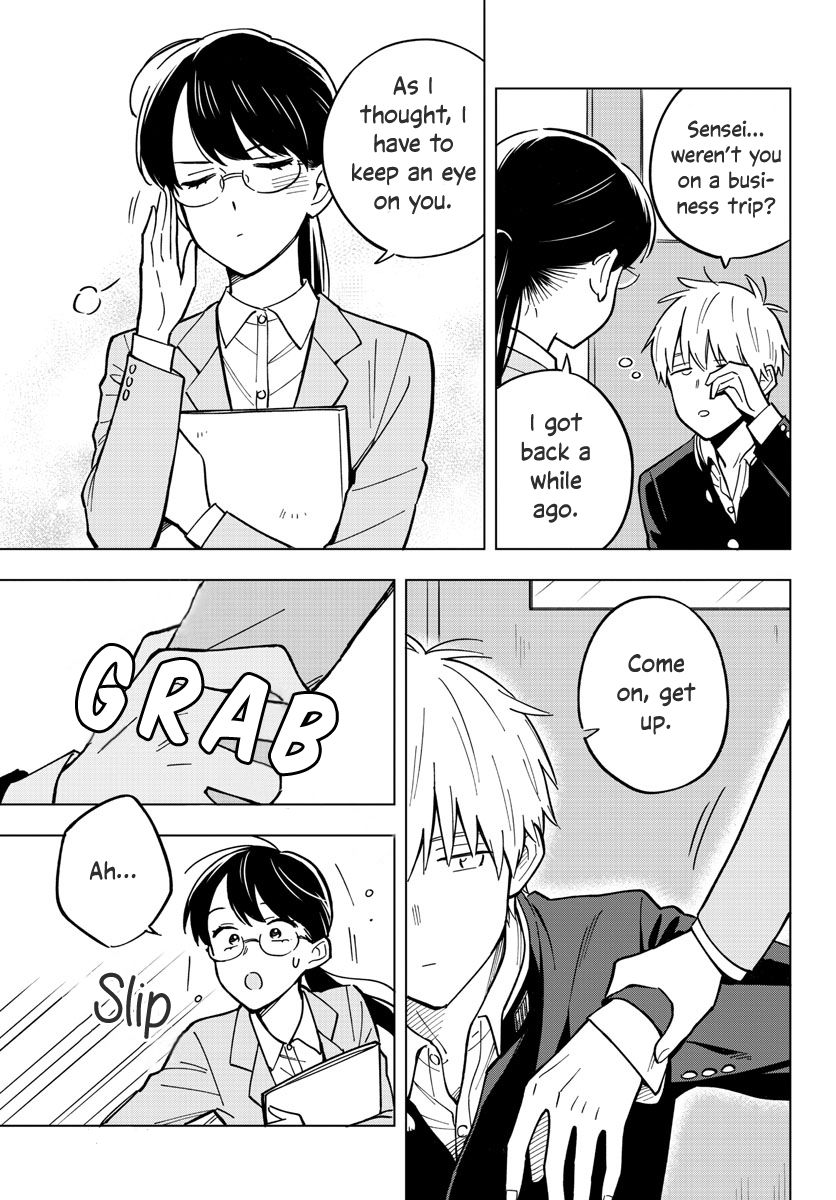 Sensei...
weren't you
on a busi-
ness trip?
I got
back a
while
ago.
As I
thought, I
have to
keep an eye
on you.
Come
on, get
up.
GRAB
Ah...
Slip